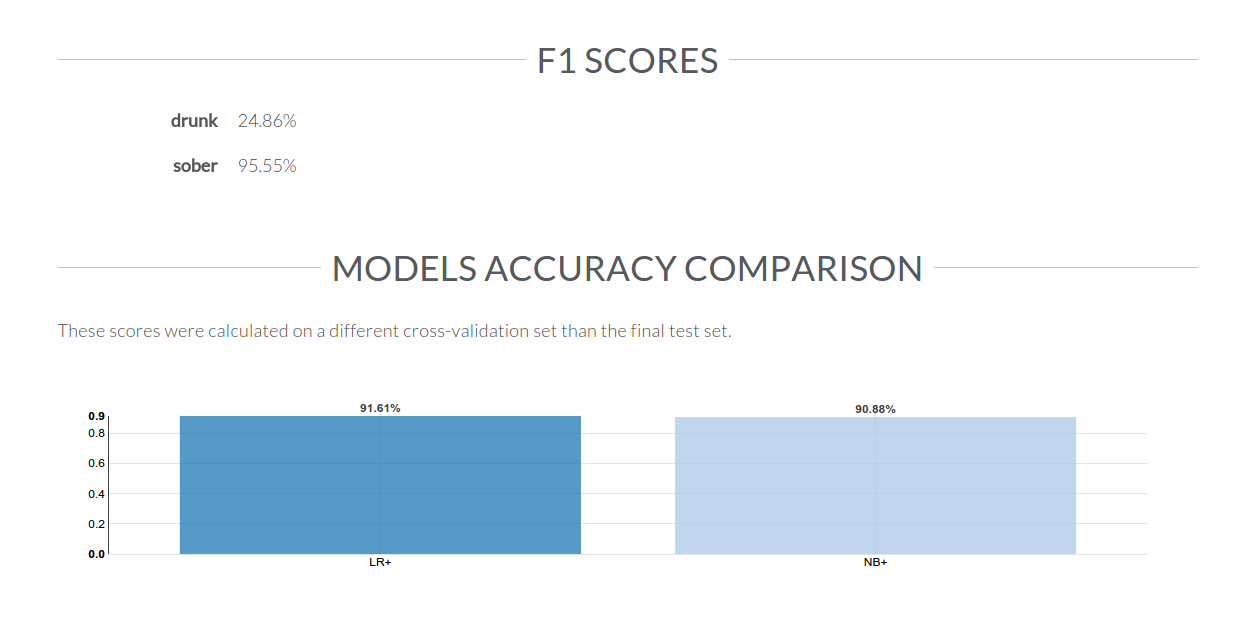 F1 SCORES
drunk 24.86%
sober 95.55%
MODELS ACCURACY COMPARISON
These scores were calculated on a different cross-validation set than the final test set.
91.61%
90.88%
0.9
0.8
0.6
0.4
0.2
0.0
LR+
NB+